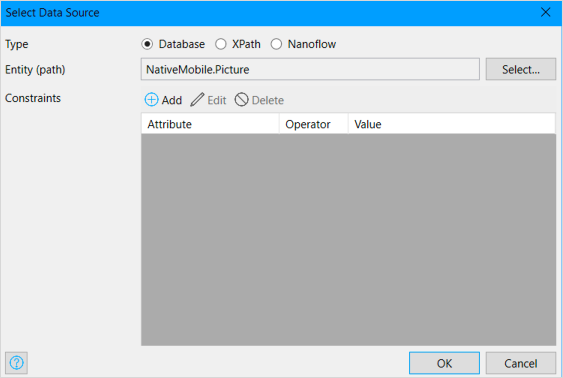 Select Data Source
Type Database XPath Nanoflow
Entity (path) NativeMobile.Picture Select...
Constraints Add Edit Delete
Attribute Operator Value
? OK Cancel